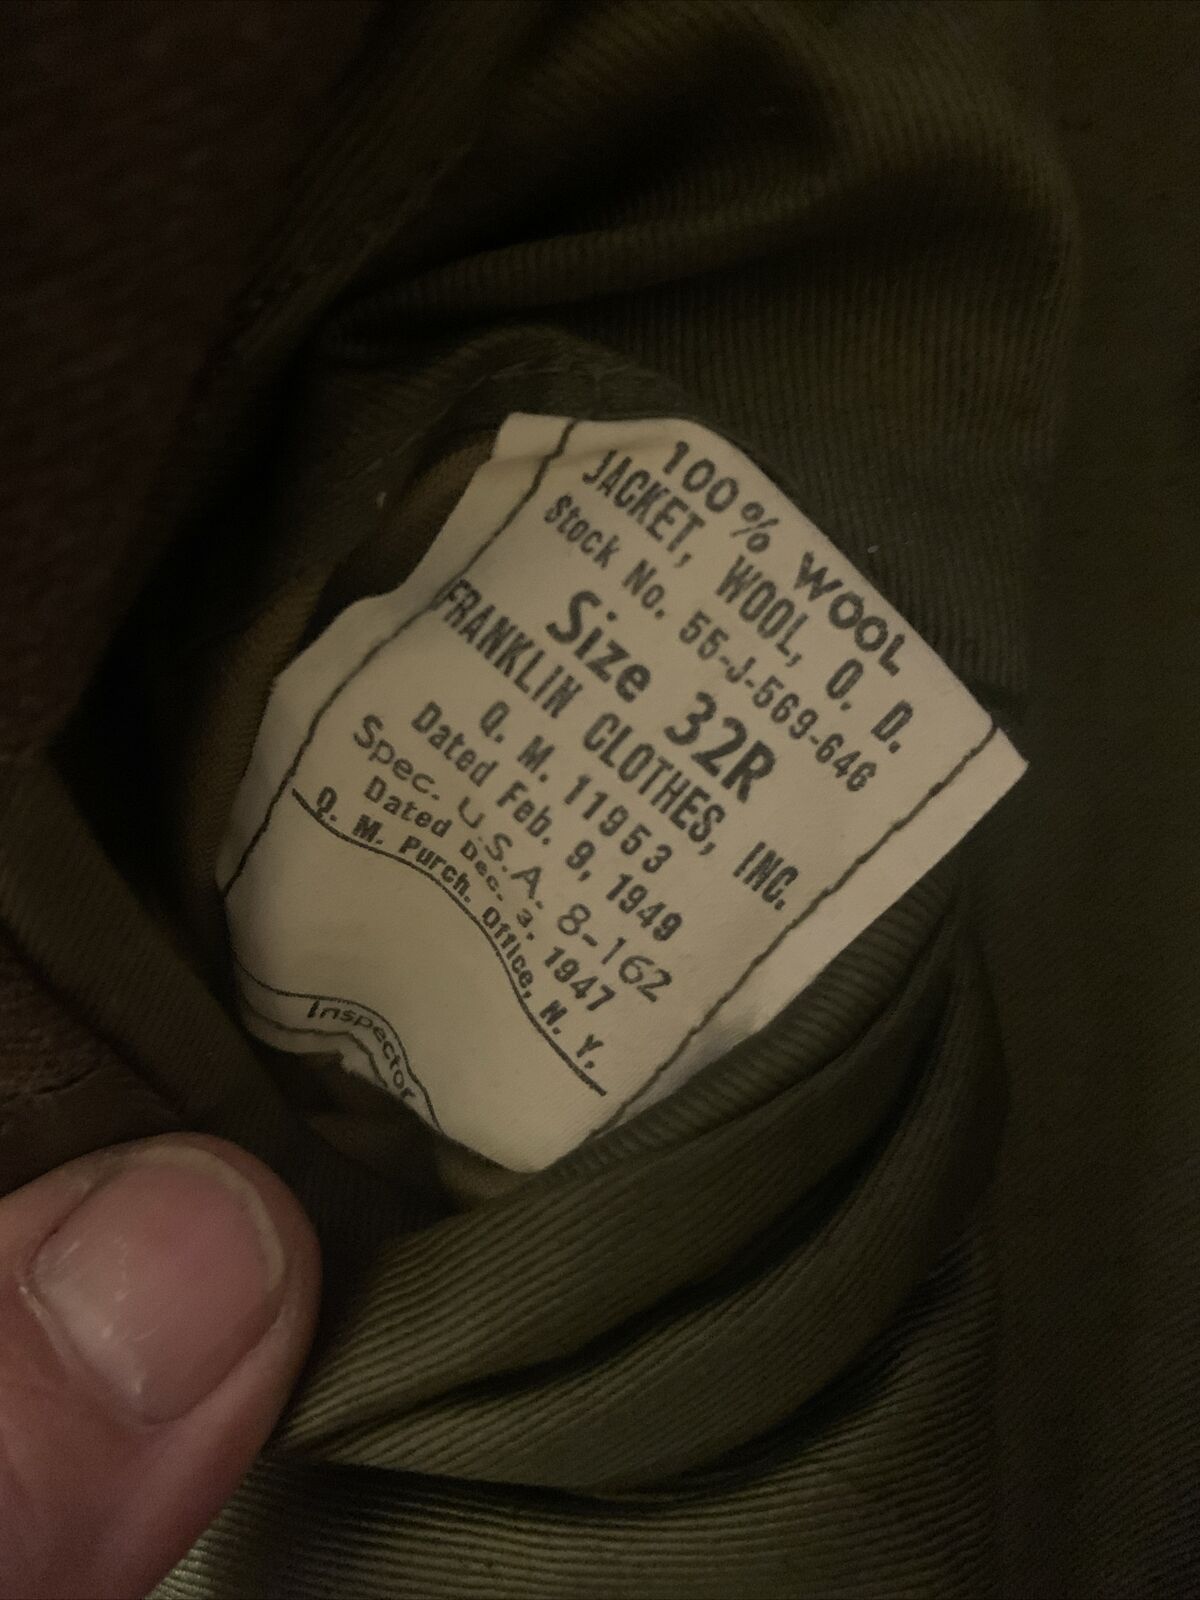 100% WOOL
JACKET, WOOL, O. D.
Stock No. 55-J-569-646
Size 32R
FRANKLIN CLOTHES, INC.
Q. M. 11953
Dated Feb. 9, 1949
Spec. U.S.A. 8-162
Dated Dec. 3, 1947
Q. M. Purch. Office, N. Y.
Inspector